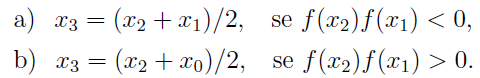 a) x₃ = (x₂ + x₁)/2, se f(x₂)f(x₁) < 0,
b) x₃ = (x₂ + x₀)/2, se f(x₂)f(x₁) > 0.